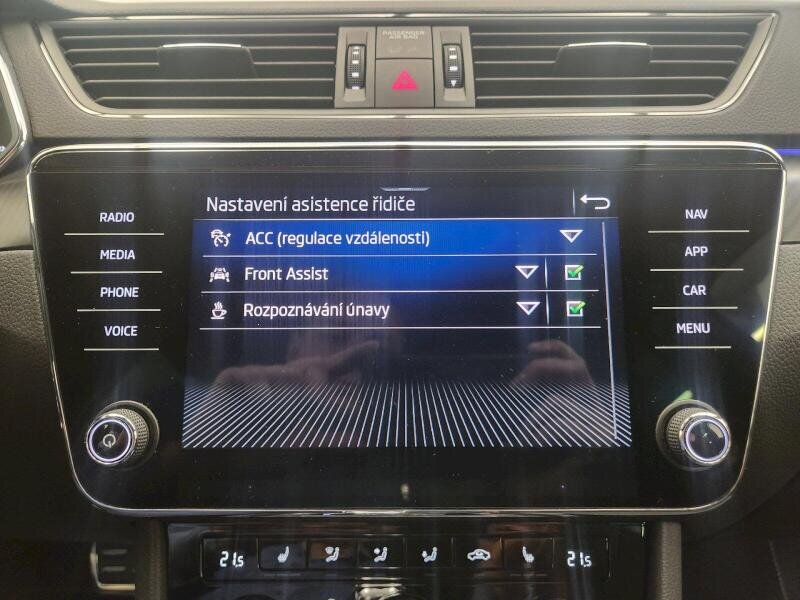 PASSENGER
AIR BAG
Nastavení asistence řidiče
ACC (regulace vzdálenosti)
Front Assist
Rozpoznávání únavy
RADIO
MEDIA
PHONE
VOICE
NAV
APP
CAR
MENU
21.5
21.5